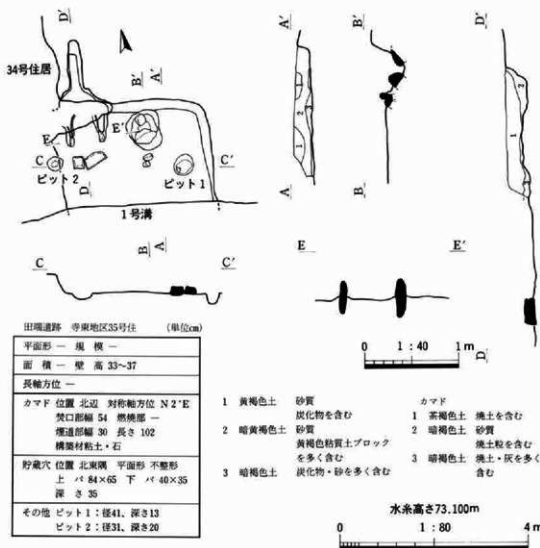 D′
34号住居
B′
A′
E
E′
C
C′
ピット2
D
ピット1
1号溝
B
A
C
C′
A′
A
B′
B
D′
D
E
E′
0 1:40 1m
田端遺跡 寺東地区35号住 (単位cm)
平面形 ー 規模 ー
面積 ー 壁高 33〜37
長軸方位 ー
カマド 位置 北辺 対称軸方位 N2°E
焚口部幅 54 燃焼部 ー
煙道部幅 30 長さ 102
構築材粘土・石
貯蔵穴 位置 北東隅 平面形 不整形
上バ 84×65 下バ 40×35
深さ 35
その他 ピット1:径41、深さ13
ピット2:径31、深さ20
1 黄褐色土 砂質
炭化物を含む
2 暗黄褐色土 砂質
黄褐色粘質土ブロック
を多く含む
3 暗褐色土 炭化物・砂を多く含む
カマド
1 茶褐色土 焼土を含む
2 暗褐色土 砂質
焼土粒を含む
3 暗褐色土 焼土・灰を多く
含む
水糸高さ73.100m
0 1:80 4m